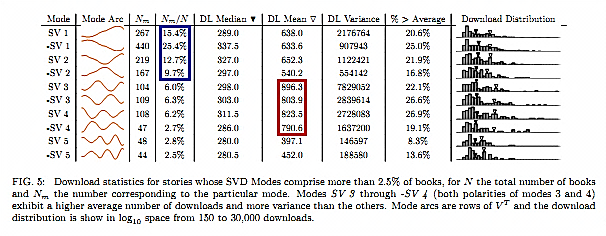 Mode Mode Arc Nm Nm/N DL Median ▼ DL Mean ▽ DL Variance % > Average Download Distribution
SV 1 267 15.4% 289.0 638.0 2176764 20.6%
-SV 1 440 25.4% 337.5 633.6 907943 25.0%
SV 2 219 12.7% 307.0 652.3 1122421 21.9%
-SV 2 167 9.7% 297.0 540.2 554142 16.8%
SV 3 104 6.0% 298.0 896.3 7829052 22.1%
-SV 3 109 6.3% 303.0 803.9 2839614 26.6%
SV 4 108 6.2% 311.5 823.5 2728083 26.9%
-SV 4 47 2.7% 286.0 790.6 1637200 19.1%
SV 5 48 2.8% 280.0 397.1 146597 8.3%
-SV 5 44 2.5% 280.5 452.0 188580 13.6%
FIG. 5: Download statistics for stories whose SVD Modes comprise more than 2.5% of books, for N the total number of books
and Nm the number corresponding to the particular mode. Modes SV 3 through -SV 4 (both polarities of modes 3 and 4)
exhibit a higher average number of downloads and more variance than the others. Mode arcs are rows of V^T and the download
distribution is show in log10 space from 150 to 30,000 downloads.